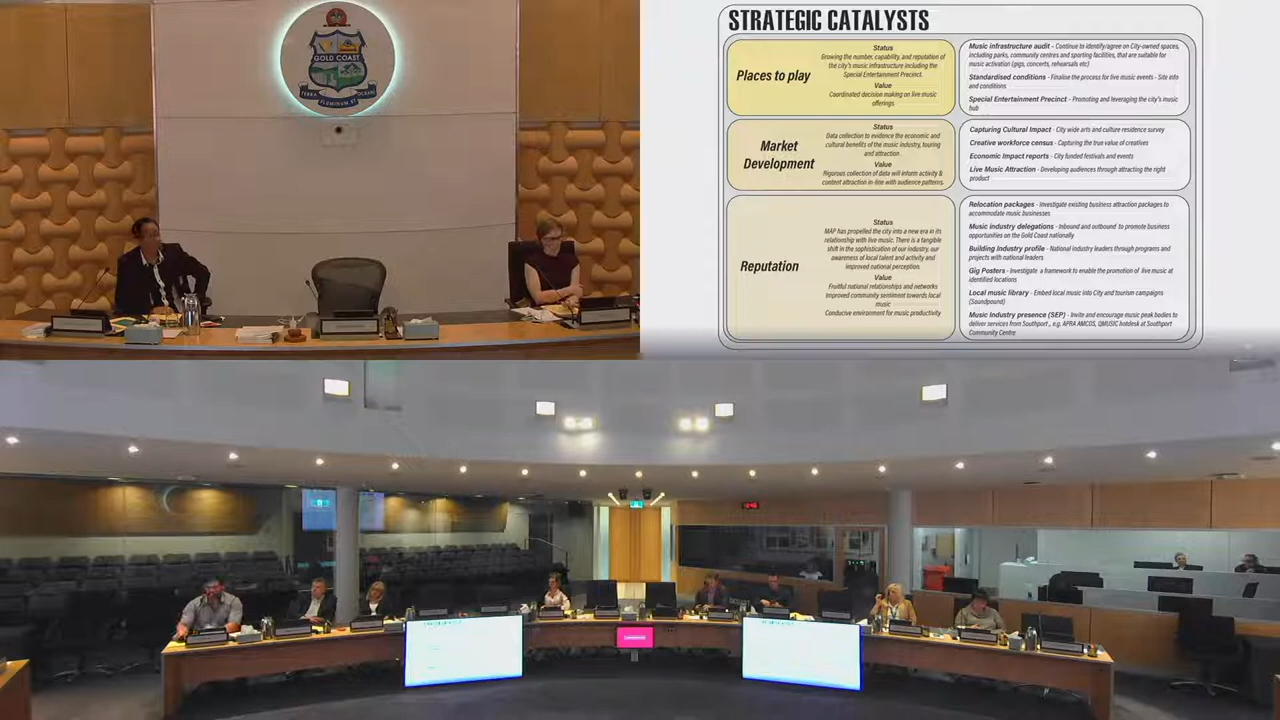 GOLD COAST
STRATEGIC CATALYSTS
Places to play
Status
Growing the number, capability, and reputation of
the city's music infrastructure including the
Special Entertainment Precinct.
Value
Coordinated decision making on live music
offerings
Music infrastructure audit - Continue to identify/agree on City-owned spaces,
including parks, community centres and sporting facilities, that are suitable for
music activation (gigs, concerts, rehearsals etc)
Standardised conditions - Finalise the process for live music events - Site info
and conditions
Special Entertainment Precinct - Promoting and leveraging the city's music
hub
Market
Development
Status
Data collection to evidence the economic and
cultural benefits of the music industry, touring
and attraction.
Value
Rigorous collection of data will inform activity &
content attraction in-line with audience patterns.
Capturing Cultural Impact - City wide arts and culture residence survey
Creative workforce census - Capturing the true value of creatives
Economic Impact reports - City funded festivals and events
Live Music Attraction - Developing audiences through attracting the right
product
Reputation
Status
MAP has propelled the city into a new era in its
relationship with live music. There is a tangible
shift in the sophistication of our industry, our
awareness of local talent and activity and
improved national perception.
Value
Fruitful national relationships and networks
Improved community sentiment towards local
music
Conducive environment for music productivity
Relocation packages - Investigate existing business attraction packages to
accommodate music businesses
Music industry delegations - Inbound and outbound to promote business
opportunities on the Gold Coast nationally
Building Industry profile - National industry leaders through programs and
projects with national leaders
Gig Posters - Investigate a framework to enable the promotion of live music at
identified locations
Local music library - Embed local music into City and tourism campaigns
(Soundpound)
Music Industry presence (SEP) - Invite and encourage music peak bodies to
deliver services from Southport , e.g. APRA AMCOS, QMUSIC hotdesk at Southport
Community Centre